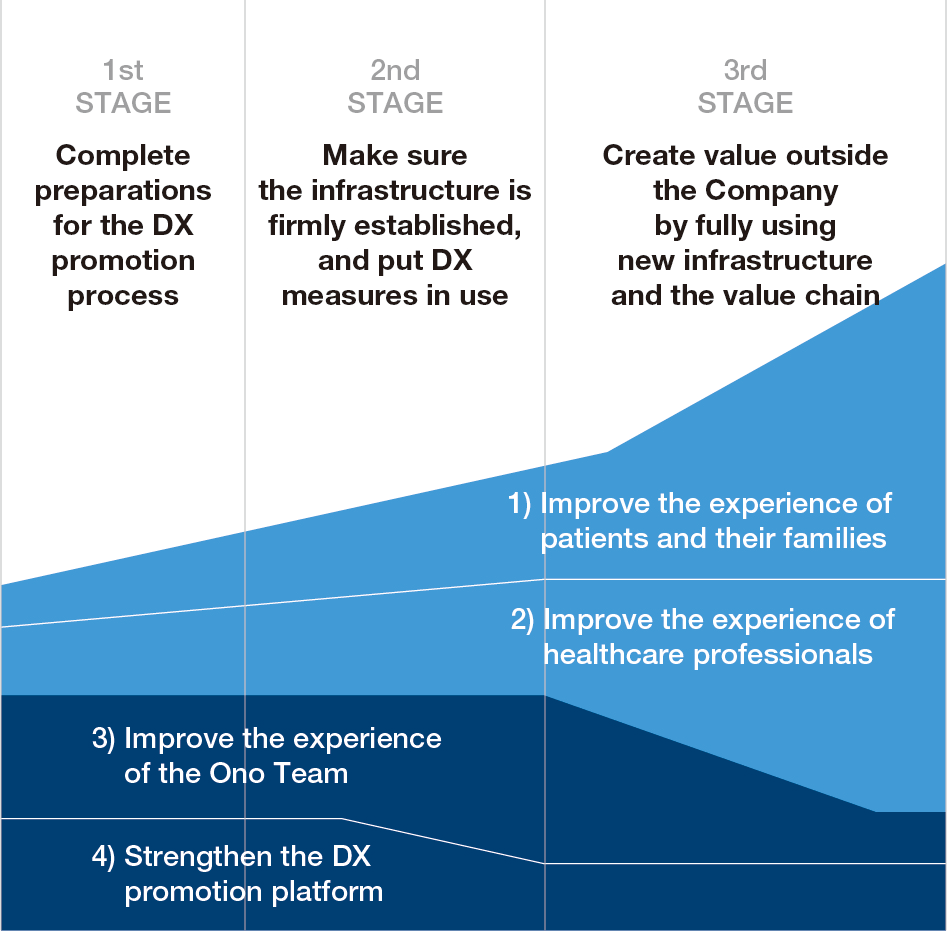 1st
STAGE
Complete
preparations
for the DX
promotion
process
2nd
STAGE
Make sure
the infrastructure is
firmly established,
and put DX
measures in use
3rd
STAGE
Create value outside
the Company
by fully using
new infrastructure
and the value chain
1) Improve the experience of
patients and their families
2) Improve the experience of
healthcare professionals
3) Improve the experience
of the Ono Team
4) Strengthen the DX
promotion platform